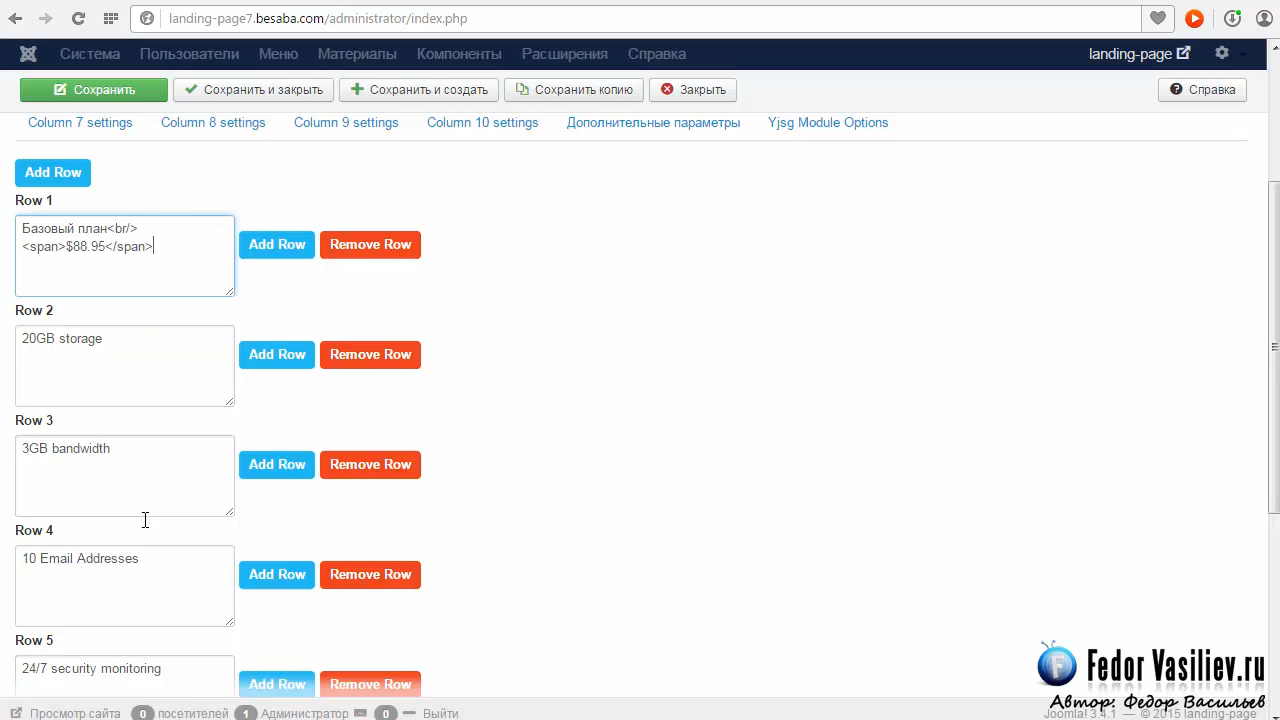 landing-page7.besaba.com/administrator/index.php
Система Пользователи Меню Материалы Компоненты Расширения Справка landing-page
Сохранить Сохранить и закрыть Сохранить и создать Сохранить копию Закрыть Справка
Column 7 settings Column 8 settings Column 9 settings Column 10 settings Дополнительные параметры Yjsg Module Options
Add Row
Row 1
Базовый план<br/>
<span>$88.95</span>
Add Row Remove Row
Row 2
20GB storage
Add Row Remove Row
Row 3
3GB bandwidth
Add Row Remove Row
Row 4
10 Email Addresses
Add Row Remove Row
Row 5
24/7 security monitoring
Add Row Remove Row
Fedor Vasiliev.ru
Автор: Федор Васильев
Просмотр сайта 0 посетителей 1 Администратор 0 Выйти
Joomla! 3.4.1 — © 2015 landing-page